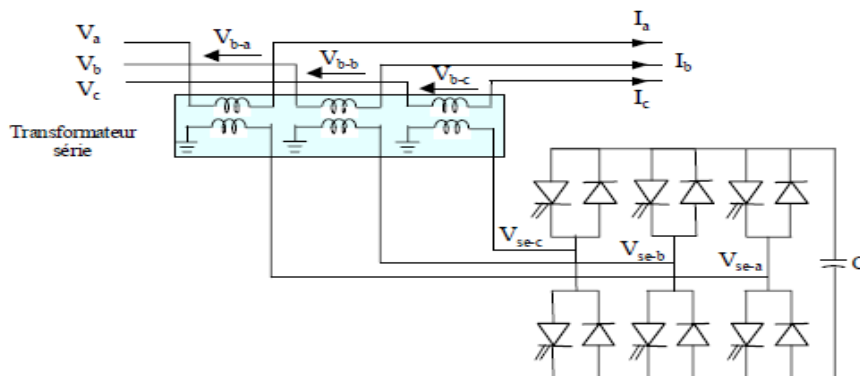 Va
Vb-a
Ia
Vb
Vb-b
Ib
Vc
Vb-c
Ic
Transformateur
série
Vse-c
Vse-b
Vse-a
C